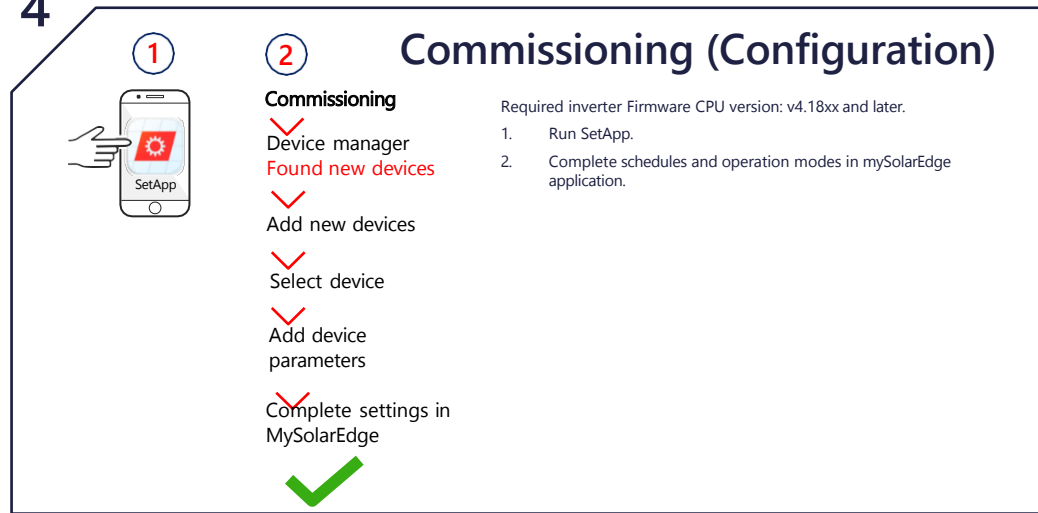 4
Commissioning (Configuration)
1
SetApp
2
Commissioning
Device manager
Found new devices
Add new devices
Select device
Add device
parameters
Complete settings in
MySolarEdge
Required inverter Firmware CPU version: v4.18xx and later.
1. Run SetApp.
2. Complete schedules and operation modes in mySolarEdge
application.